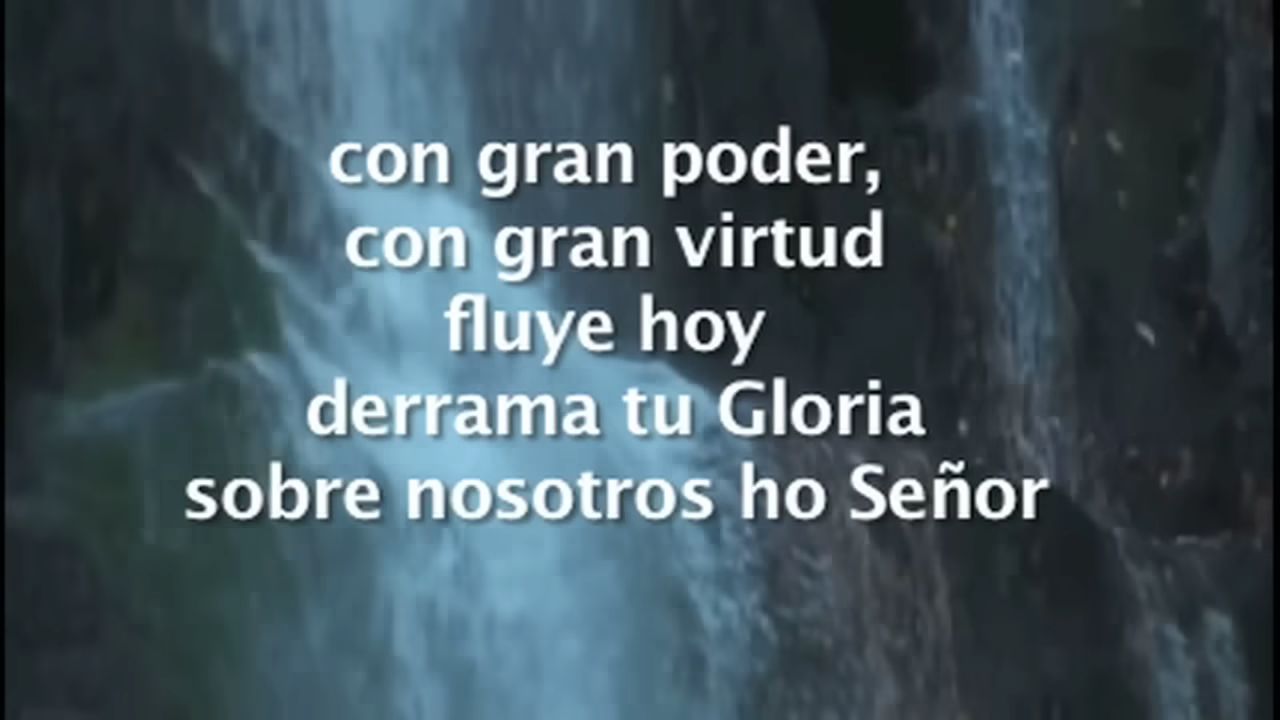 con gran poder,
con gran virtud
fluye hoy
derrama tu Gloria
sobre nosotros ho Señor